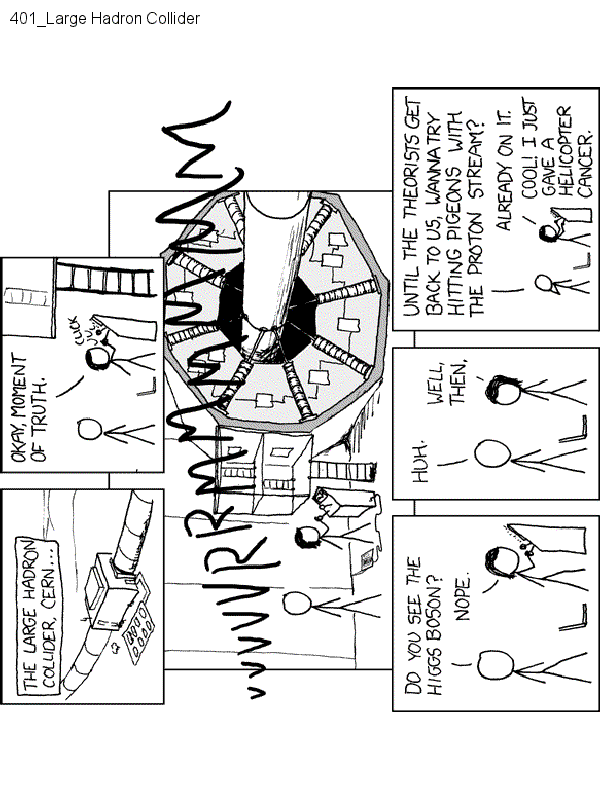 401_Large Hadron Collider
THE LARGE HADRON
COLLIDER, CERN...
OKAY, MOMENT
OF TRUTH.
CLICK
VVVVVRRMMMMMMMM
DO YOU SEE THE
HIGGS BOSON?
NOPE.
HUH.
WELL,
THEN.
UNTIL THE THEORISTS GET
BACK TO US, WANNA TRY
HITTING PIGEONS WITH
THE PROTON STREAM?
ALREADY ON IT.
COOL! I JUST
GAVE A
HELICOPTER
CANCER.